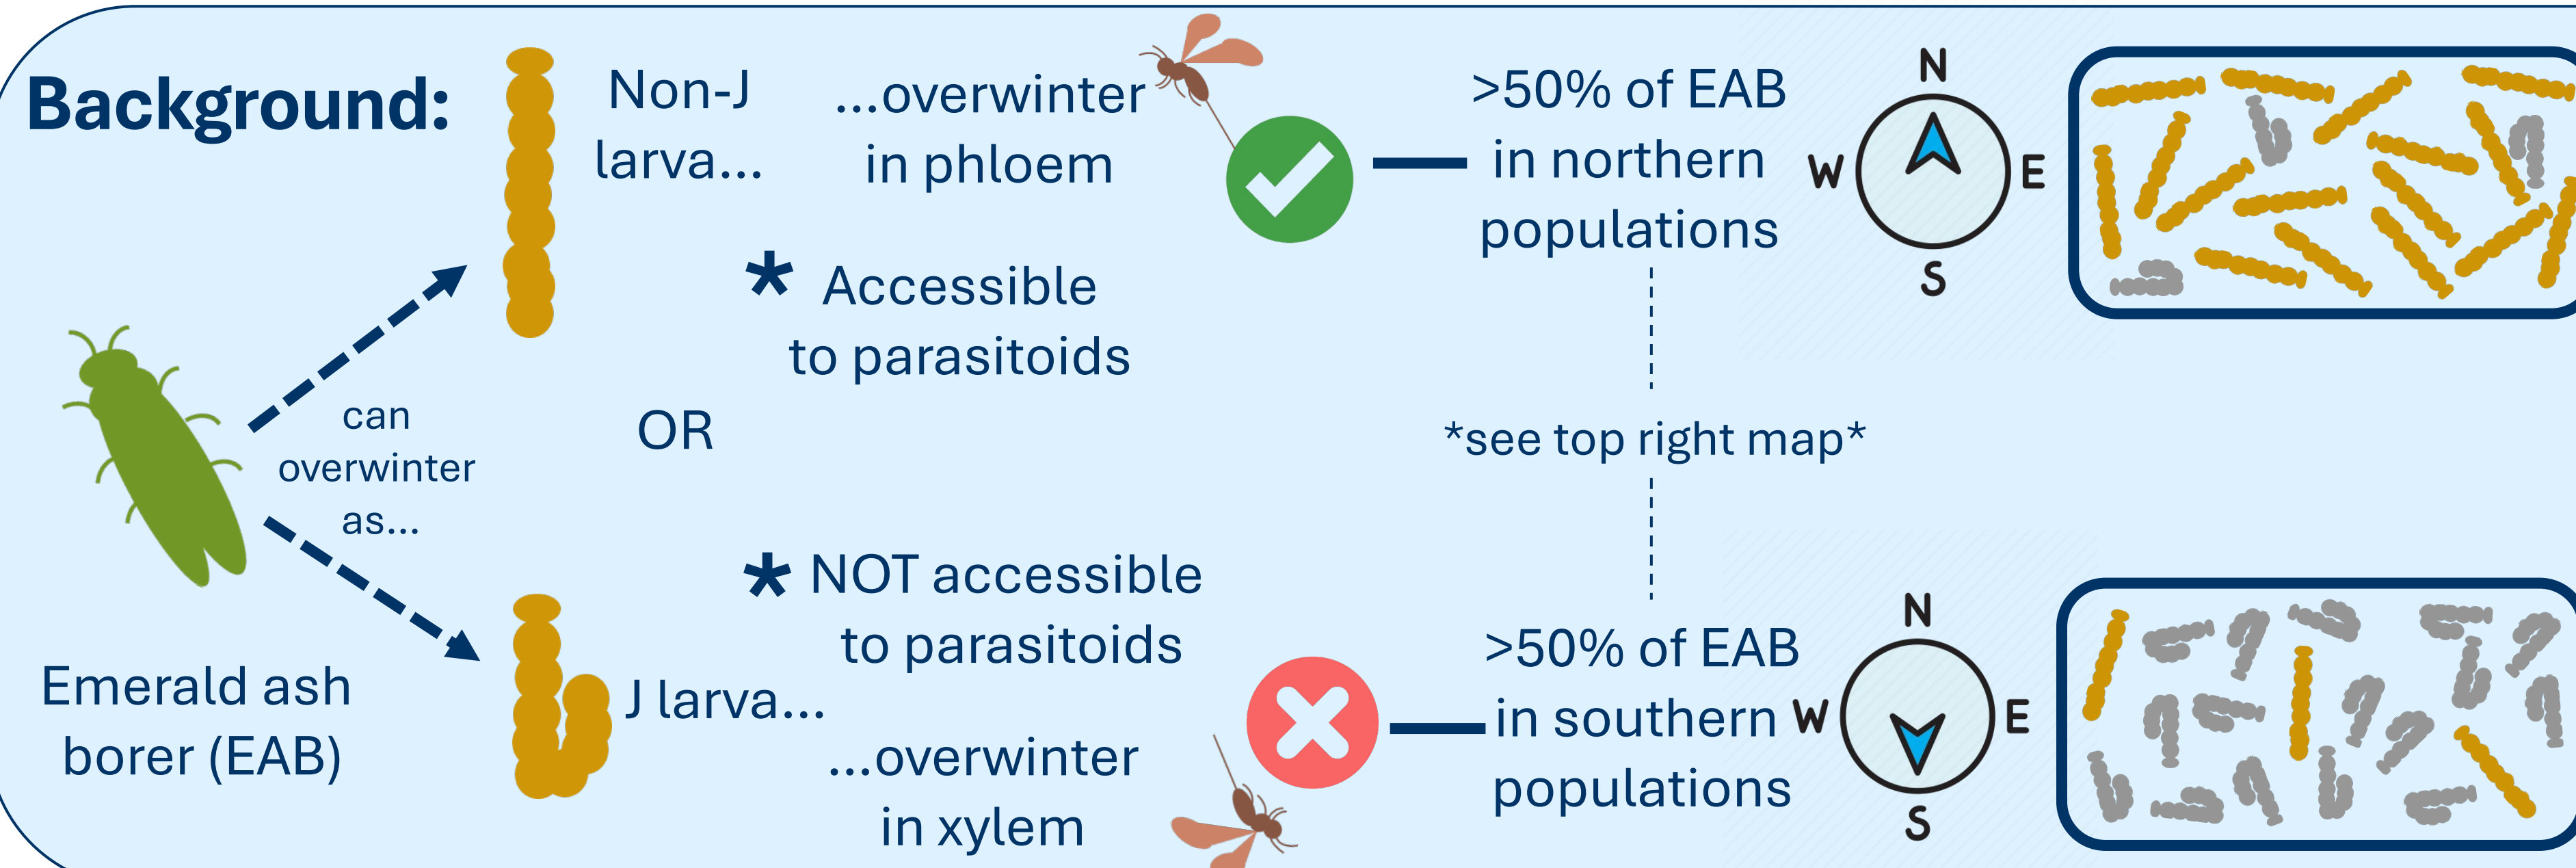 Background:
Non-J
larva...
...overwinter
in phloem
* Accessible
to parasitoids
>50% of EAB
in northern
populations
N
W
E
S
can
overwinter
as...
OR
*see top right map*
Emerald ash
borer (EAB)
J larva...
* NOT accessible
to parasitoids
...overwinter
in xylem
>50% of EAB
in southern
populations
N
W
E
S